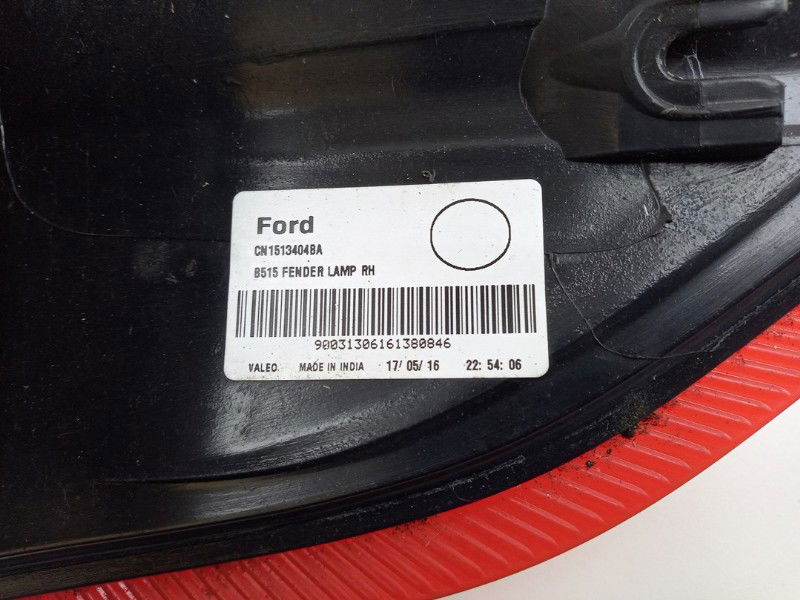 Ford
CN1513404BA
B515 FENDER LAMP RH
90031306161380846
VALEO. MADE IN INDIA 17/ 05/ 16 22: 54: 06